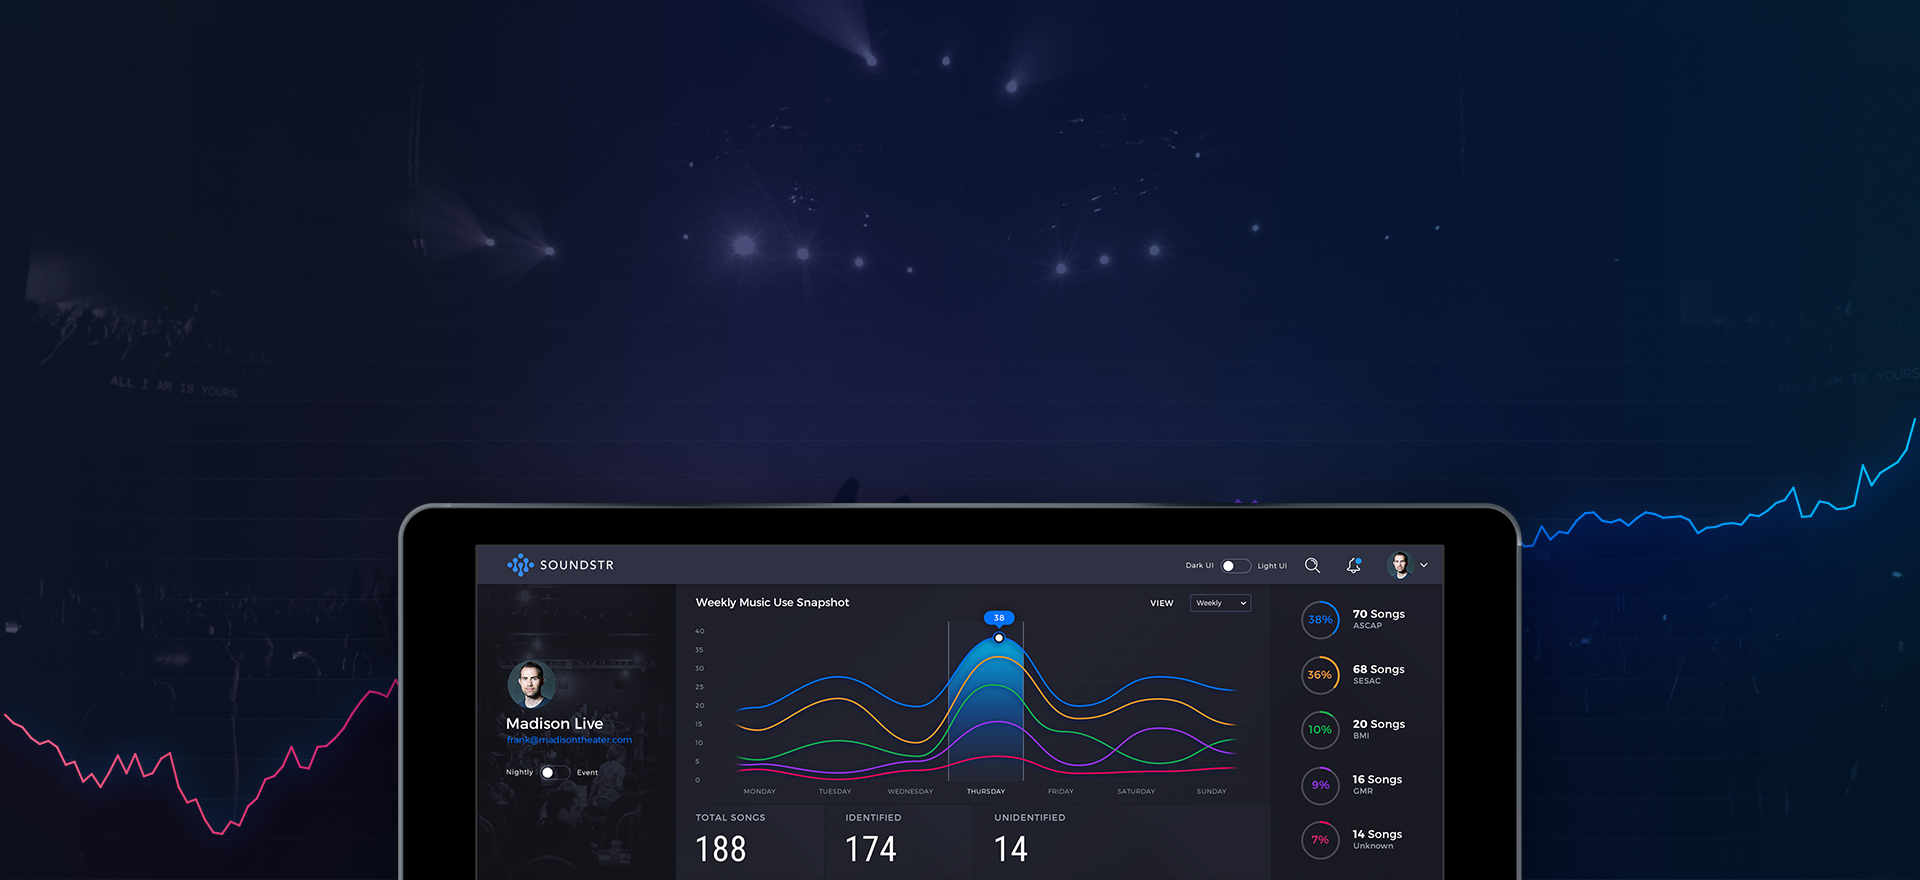 ALL I AM IS YOURS
ALL I AM IS YOURS
SOUNDSTR
Dark UI
Light UI
Madison Live
frank@madisontheater.com
Nightly
Event
Weekly Music Use Snapshot
VIEW
Weekly
38
40
35
30
25
20
15
10
5
0
MONDAY TUESDAY WEDNESDAY THURSDAY FRIDAY SATURDAY SUNDAY
TOTAL SONGS
188
IDENTIFIED
174
UNIDENTIFIED
14
38%
70 Songs
ASCAP
36%
68 Songs
SESAC
10%
20 Songs
BMI
9%
16 Songs
GMR
7%
14 Songs
Unknown